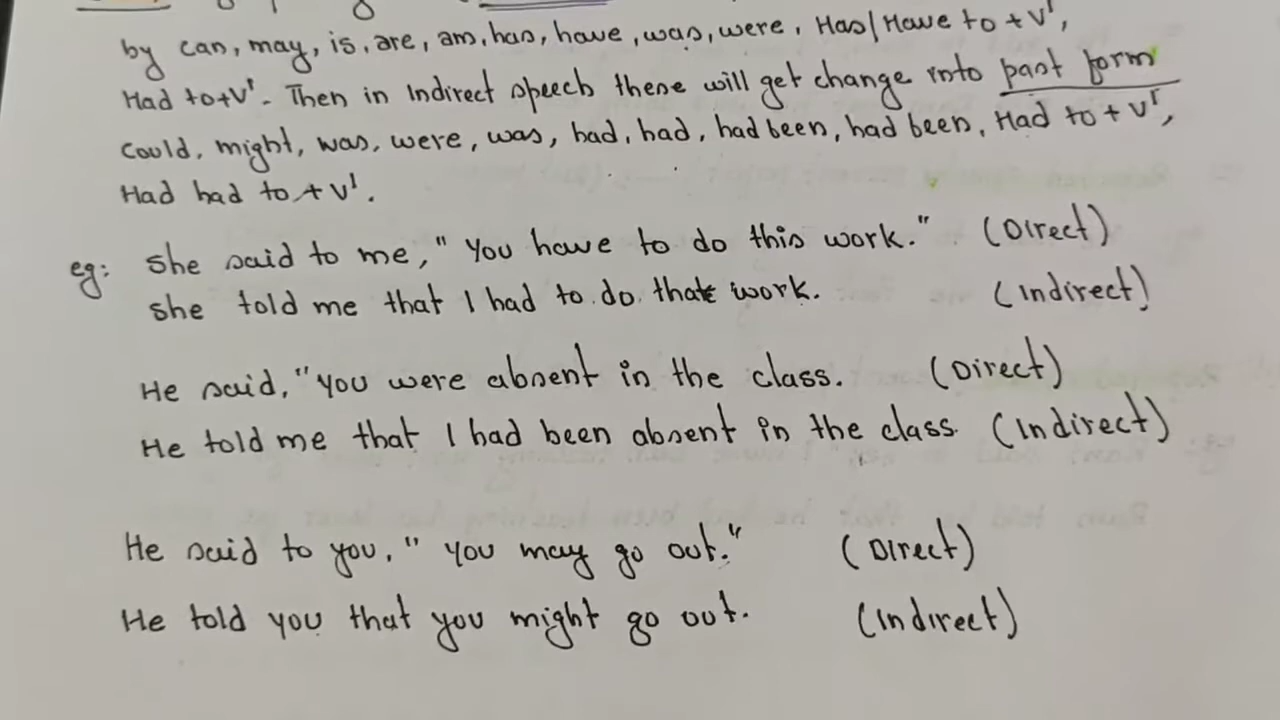 by can, may, is, are, am, has, have, was, were, Has/Have to + V¹,
Had to+V¹. Then in Indirect speech these will get change into past form
could, might, was, were, was, had, had, had been, had been, Had to + V¹,
Had had to + V¹.
eg: She said to me, "You have to do this work." (Direct)
She told me that I had to do that work. (Indirect)
He said, "You were absent in the class. (Direct)
He told me that I had been absent in the class. (Indirect)
He said to you, "You may go out." (Direct)
He told you that you might go out. (Indirect)